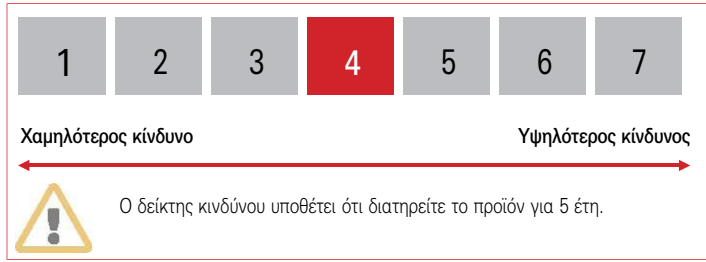 1 2 3 4 5 6 7
Χαμηλότερος κίνδυνο Υψηλότερος κίνδυνος
Ο δείκτης κινδύνου υποθέτει ότι διατηρείτε το προϊόν για 5 έτη.